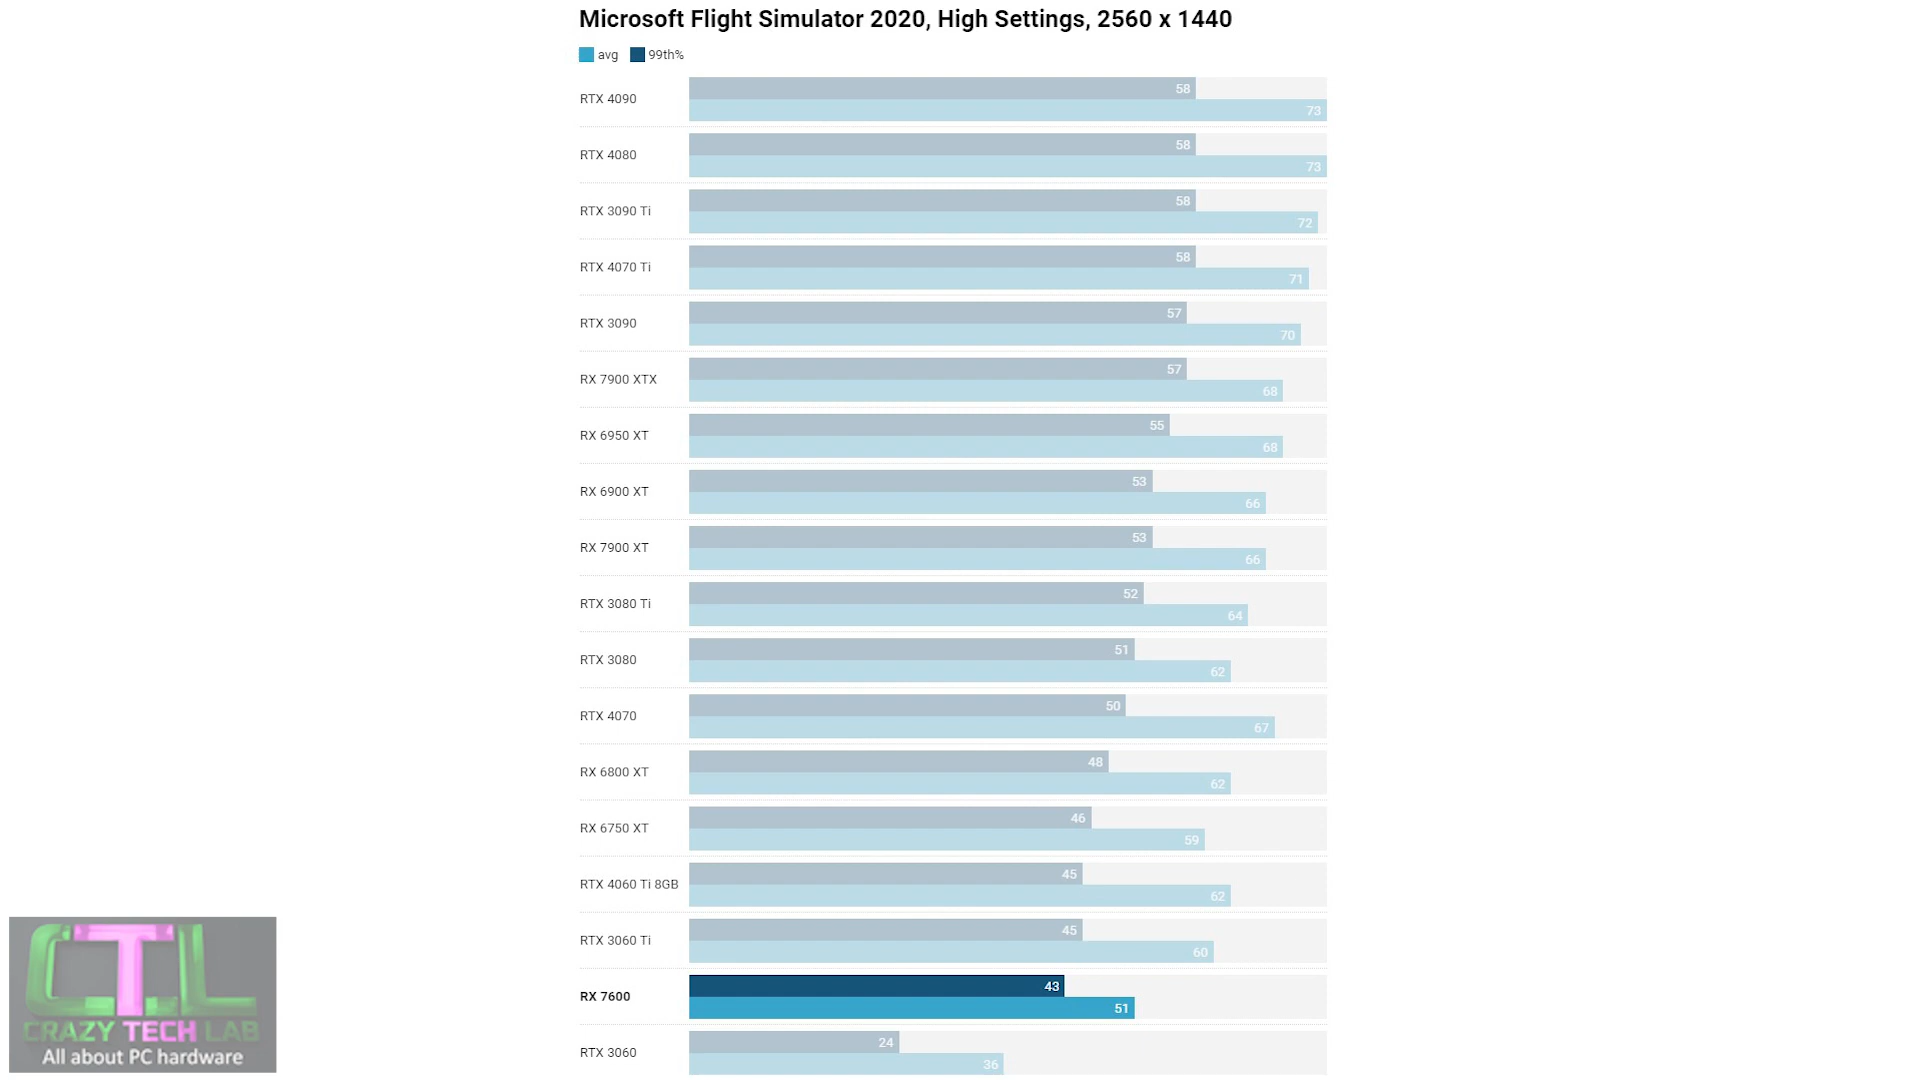 Microsoft Flight Simulator 2020, High Settings, 2560 x 1440
avg 99th%
RTX 4090
58
73
RTX 4080
58
73
RTX 3090 Ti
58
72
RTX 4070 Ti
58
71
RTX 3090
57
70
RX 7900 XTX
57
68
RX 6950 XT
55
68
RX 6900 XT
53
66
RX 7900 XT
53
66
RTX 3080 Ti
52
64
RTX 3080
51
62
RTX 4070
50
67
RX 6800 XT
48
62
RX 6750 XT
46
59
RTX 4060 Ti 8GB
45
62
RTX 3060 Ti
45
60
RX 7600
43
51
RTX 3060
24
36
CTL
CRAZY TECH LAB
All about PC hardware